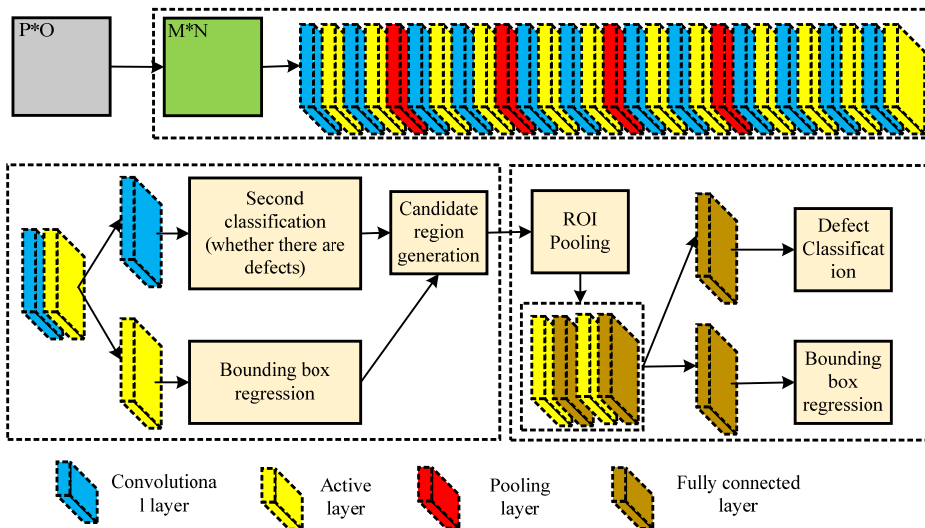 P*O
M*N
Second
classification
(whether there are
defects)
Candidate
region
generation
Bounding box
regression
ROI
Pooling
Defect
Classificat
ion
Bounding
box
regression
Convolutiona
l layer
Active
layer
Pooling
layer
Fully connected
layer